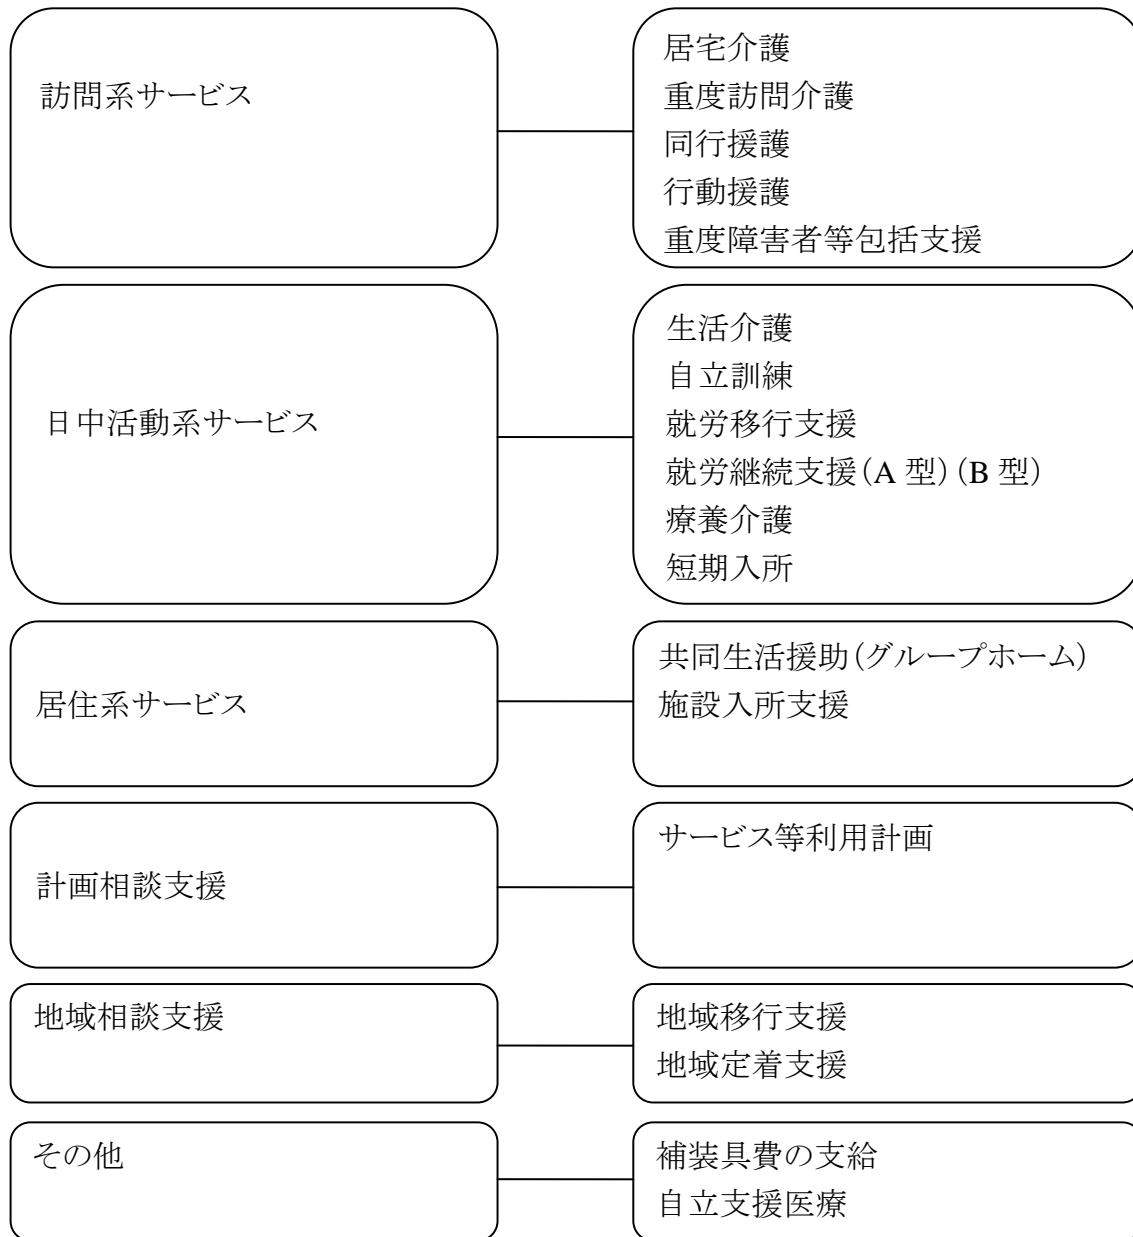 訪問系サービス
居宅介護
重度訪問介護
同行援護
行動援護
重度障害者等包括支援
日中活動系サービス
生活介護
自立訓練
就労移行支援
就労継続支援(A 型)(B 型)
療養介護
短期入所
居住系サービス
共同生活援助(グループホーム)
施設入所支援
計画相談支援
サービス等利用計画
地域相談支援
地域移行支援
地域定着支援
その他
補装具費の支給
自立支援医療